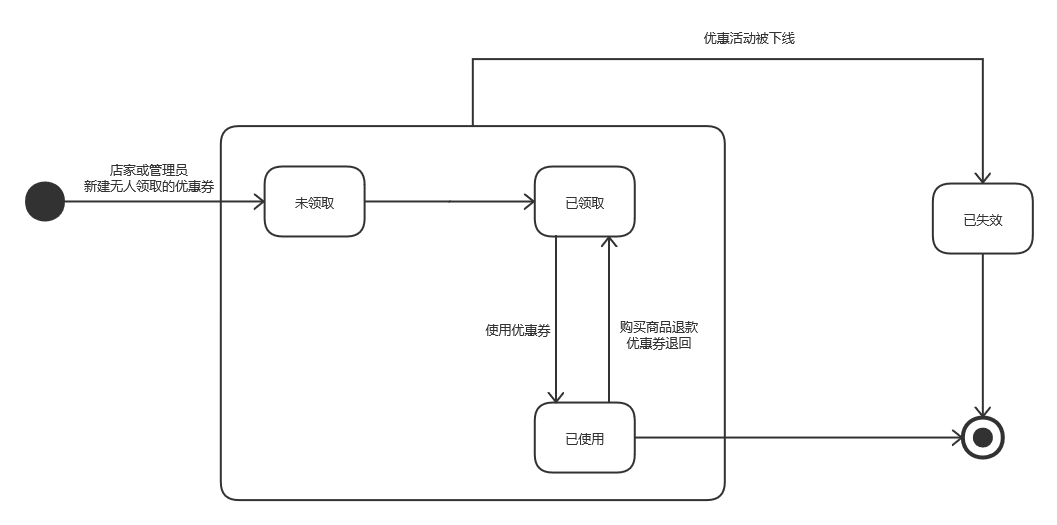 优惠活动被下线
店家或管理员
新建无人领取的优惠券
未领取
已领取
已失效
使用优惠券
购买商品退款
优惠券退回
已使用